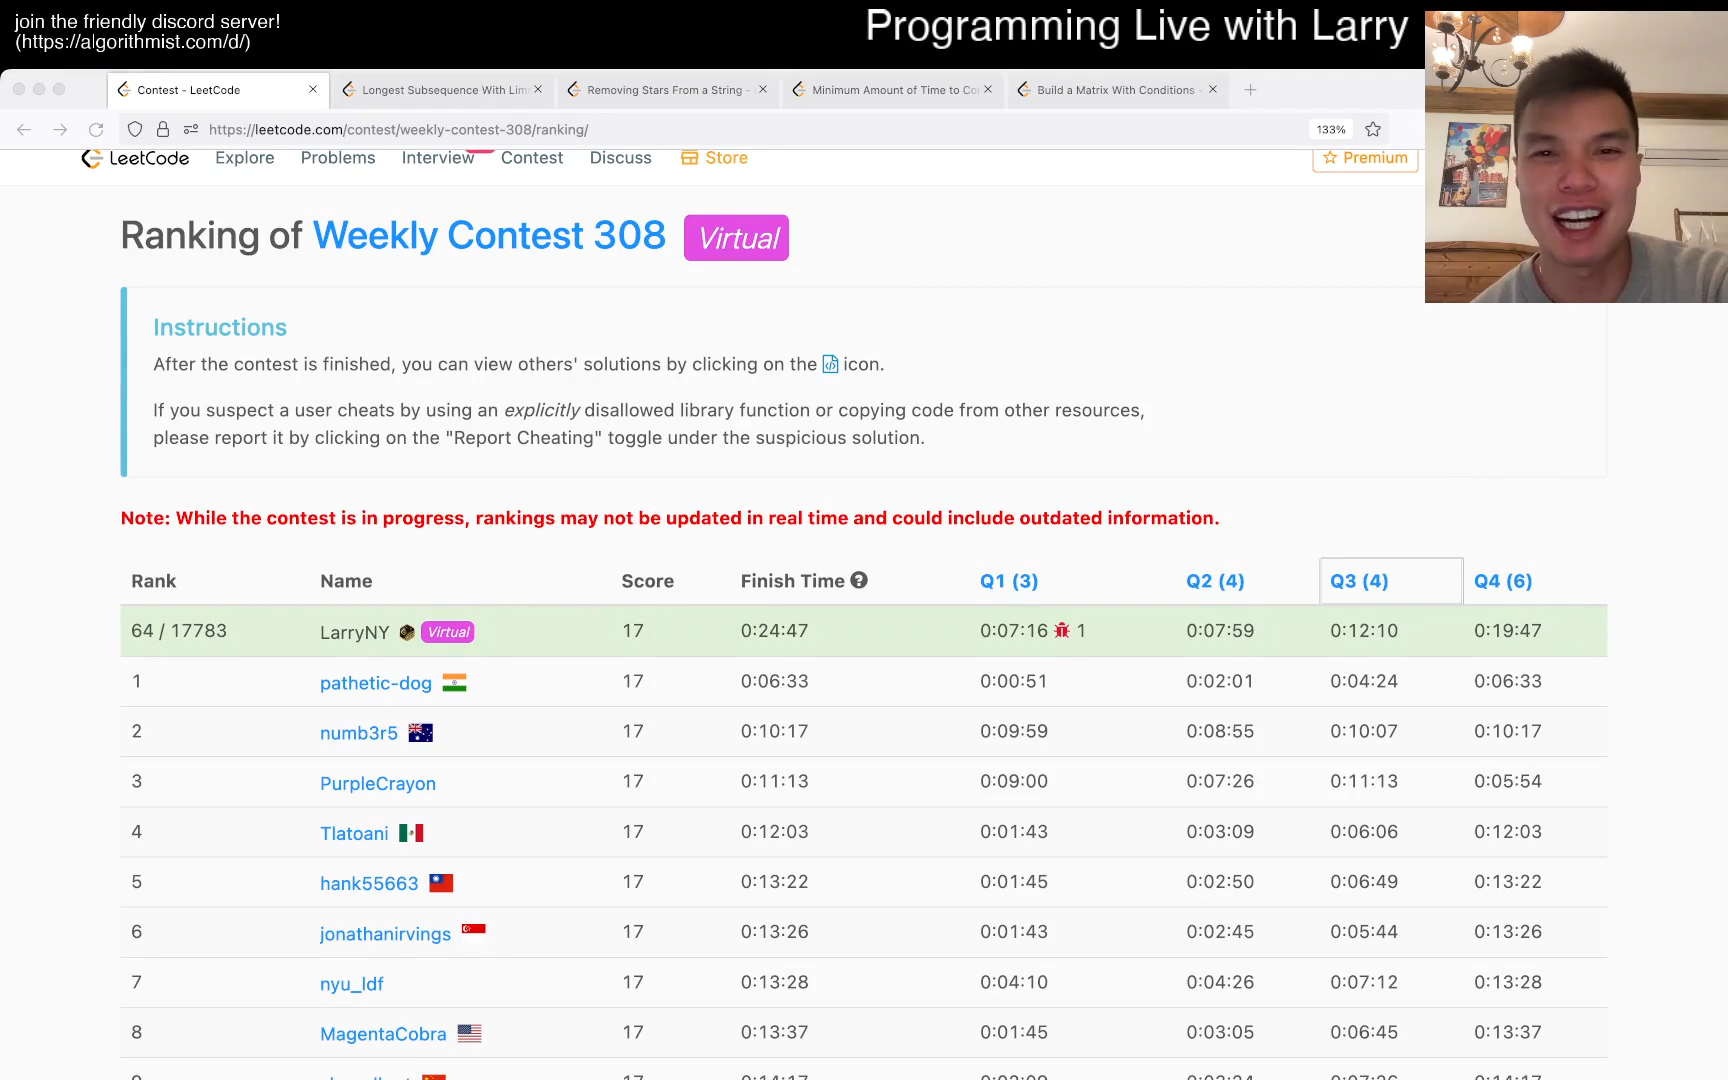 join the friendly discord server!
(https://algorithmist.com/d/)
Programming Live with Larry
Contest - LeetCode
Longest Subsequence With Lim
Removing Stars From a String -
Minimum Amount of Time to Co
Build a Matrix With Conditions -
https://leetcode.com/contest/weekly-contest-308/ranking/
133%
LeetCode Explore Problems Interview Contest Discuss Store Premium
Ranking of Weekly Contest 308 Virtual
Instructions
After the contest is finished, you can view others' solutions by clicking on the icon.
If you suspect a user cheats by using an explicitly disallowed library function or copying code from other resources,
please report it by clicking on the "Report Cheating" toggle under the suspicious solution.
Note: While the contest is in progress, rankings may not be updated in real time and could include outdated information.
Rank Name Score Finish Time Q1 (3) Q2 (4) Q3 (4) Q4 (6)
64 / 17783 LarryNY Virtual 17 0:24:47 0:07:16 1 0:07:59 0:12:10 0:19:47
1 pathetic-dog 17 0:06:33 0:00:51 0:02:01 0:04:24 0:06:33
2 numb3r5 17 0:10:17 0:09:59 0:08:55 0:10:07 0:10:17
3 PurpleCrayon 17 0:11:13 0:09:00 0:07:26 0:11:13 0:05:54
4 Tlatoani 17 0:12:03 0:01:43 0:03:09 0:06:06 0:12:03
5 hank55663 17 0:13:22 0:01:45 0:02:50 0:06:49 0:13:22
6 jonathanirvings 17 0:13:26 0:01:43 0:02:45 0:05:44 0:13:26
7 nyu_ldf 17 0:13:28 0:04:10 0:04:26 0:07:12 0:13:28
8 MagentaCobra 17 0:13:37 0:01:45 0:03:05 0:06:45 0:13:37